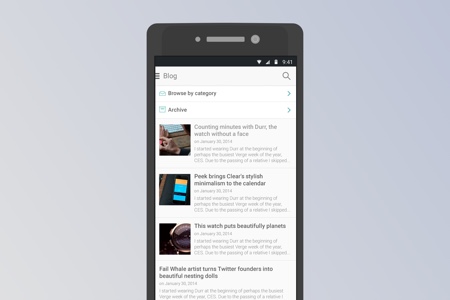 9:41
Blog
Browse by category
Archive
Counting minutes with Durr, the
watch without a face
on January 30, 2014
I started wearing Durr at the beginning of
perhaps the busiest Verge week of the year,
CES. Due to the passing of a relative I skipped...
Peek brings Clear's stylish
minimalism to the calendar
on January 30, 2014
I started wearing Durr at the beginning of
perhaps the busiest Verge week of the year,
CES. Due to the passing of a relative I skipped...
This watch puts beautifully planets
on January 30, 2014
I started wearing Durr at the beginning of
perhaps the busiest Verge week of the year,
CES. Due to the passing of a relative I skipped...
Fail Whale artist turns Twitter founders into
beautiful nesting dolls
on January 30, 2014
I started wearing Durr at the beginning of perhaps the
busiest Verge week of the year, CES. Due to the